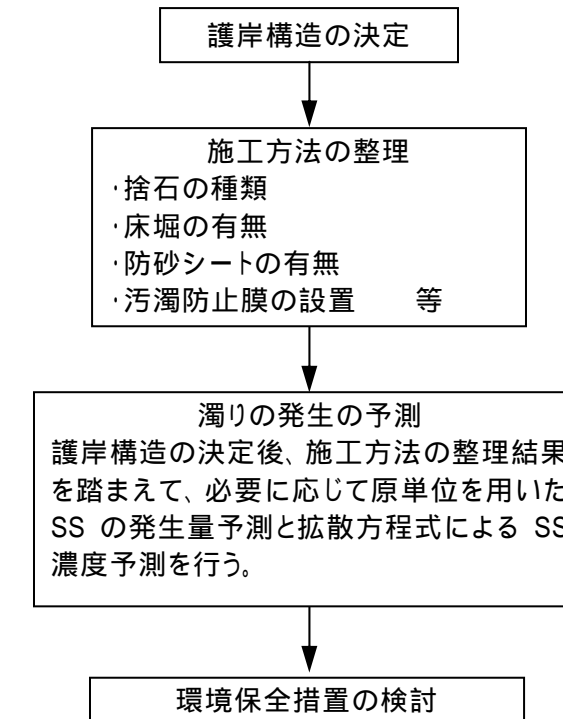 護岸構造の決定
施工方法の整理
・捨石の種類
・床堀の有無
・防砂シートの有無
・汚濁防止膜の設置　　等
濁りの発生の予測
護岸構造の決定後、施工方法の整理結果
を踏まえて、必要に応じて原単位を用いた
SS の発生量予測と拡散方程式による SS
濃度予測を行う。
環境保全措置の検討